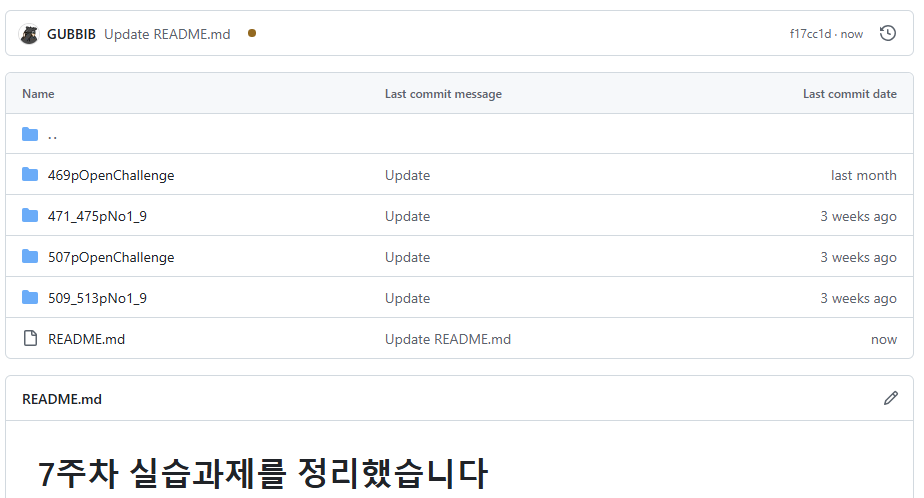 GUBBIB Update README.md f17cc1d · now
Name Last commit message Last commit date
..
469pOpenChallenge Update last month
471_475pNo1_9 Update 3 weeks ago
507pOpenChallenge Update 3 weeks ago
509_513pNo1_9 Update 3 weeks ago
README.md Update README.md now
README.md
7주차 실습과제를 정리했습니다